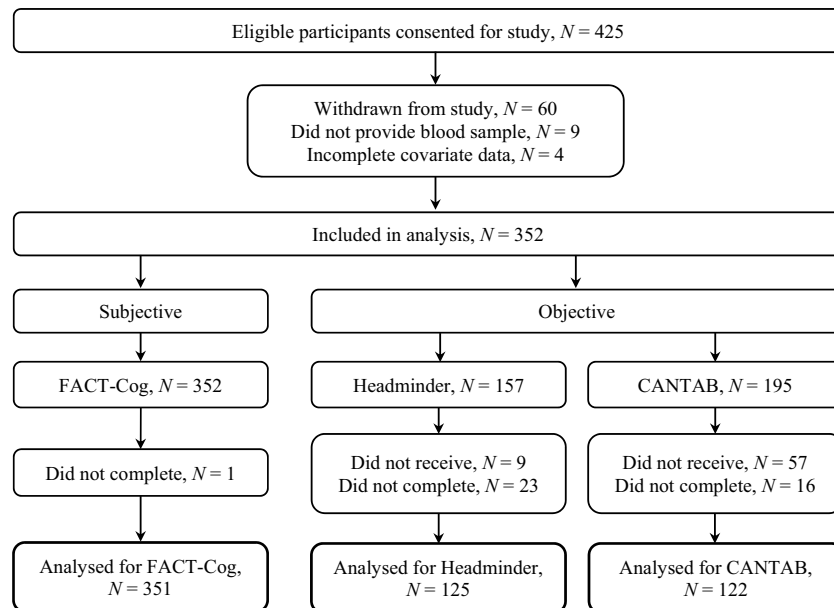 Eligible participants consented for study, N = 425
Withdrawn from study, N = 60
Did not provide blood sample, N = 9
Incomplete covariate data, N = 4
Included in analysis, N = 352
Subjective
Objective
FACT-Cog, N = 352
Headminder, N = 157
CANTAB, N = 195
Did not complete, N = 1
Did not receive, N = 9
Did not complete, N = 23
Did not receive, N = 57
Did not complete, N = 16
Analysed for FACT-Cog,
N = 351
Analysed for Headminder,
N = 125
Analysed for CANTAB,
N = 122